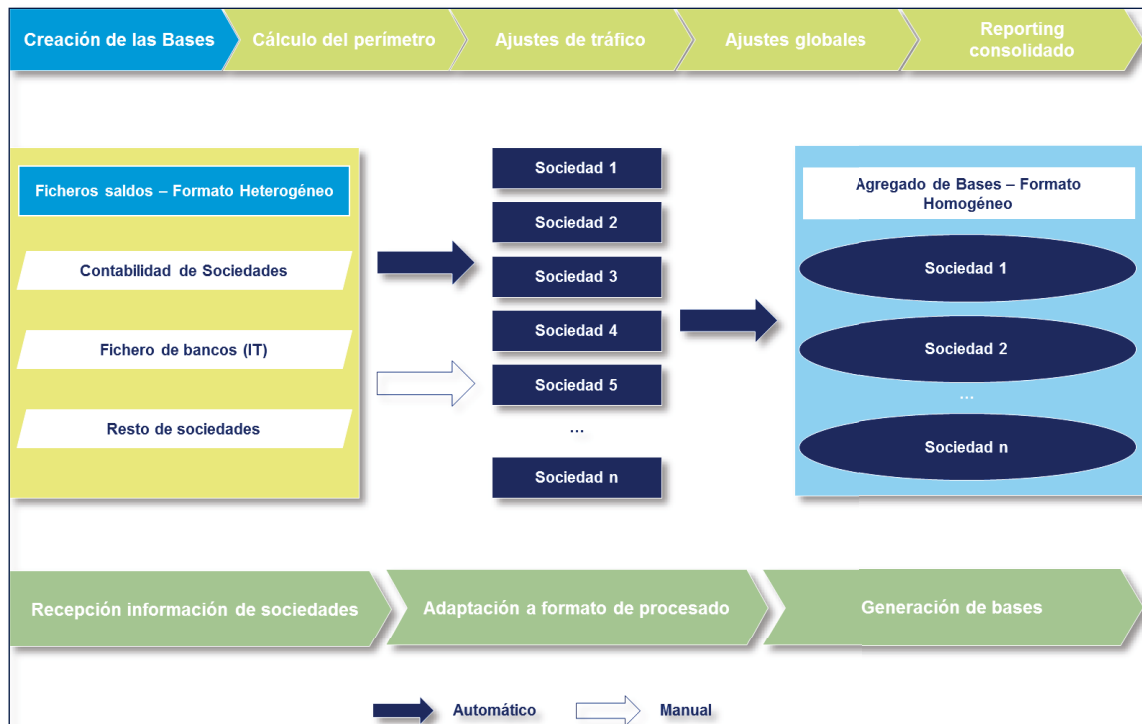 Creación de las Bases
Cálculo del perímetro
Ajustes de tráfico
Ajustes globales
Reporting
consolidado
Ficheros saldos – Formato Heterogéneo
Contabilidad de Sociedades
Fichero de bancos (IT)
Resto de sociedades
Sociedad 1
Sociedad 2
Sociedad 3
Sociedad 4
Sociedad 5
...
Sociedad n
Agregado de Bases – Formato
Homogéneo
Sociedad 1
Sociedad 2
...
Sociedad n
Recepción información de sociedades
Adaptación a formato de procesado
Generación de bases
Automático
Manual